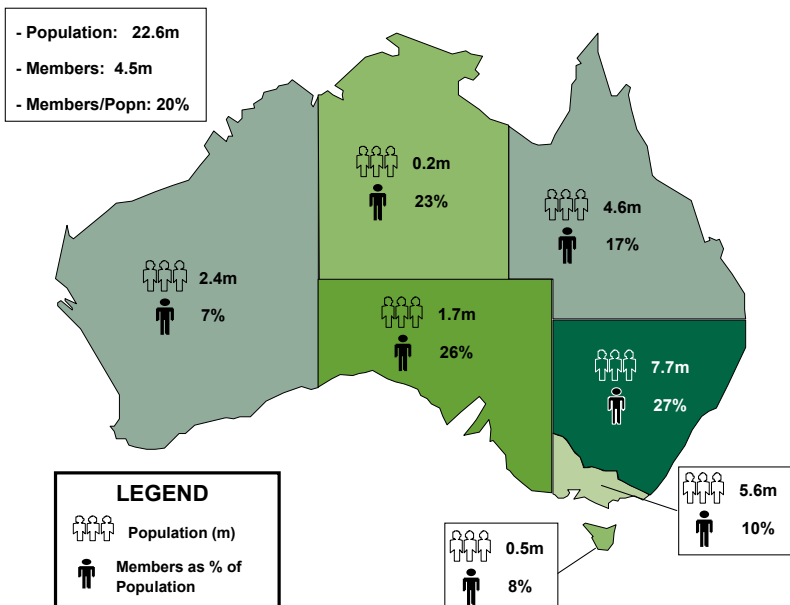 - Population: 22.6m
- Members: 4.5m
- Members/Popn: 20%
0.2m
23%
4.6m
17%
2.4m
7%
1.7m
26%
7.7m
27%
5.6m
10%
0.5m
8%
LEGEND
Population (m)
Members as % of
Population